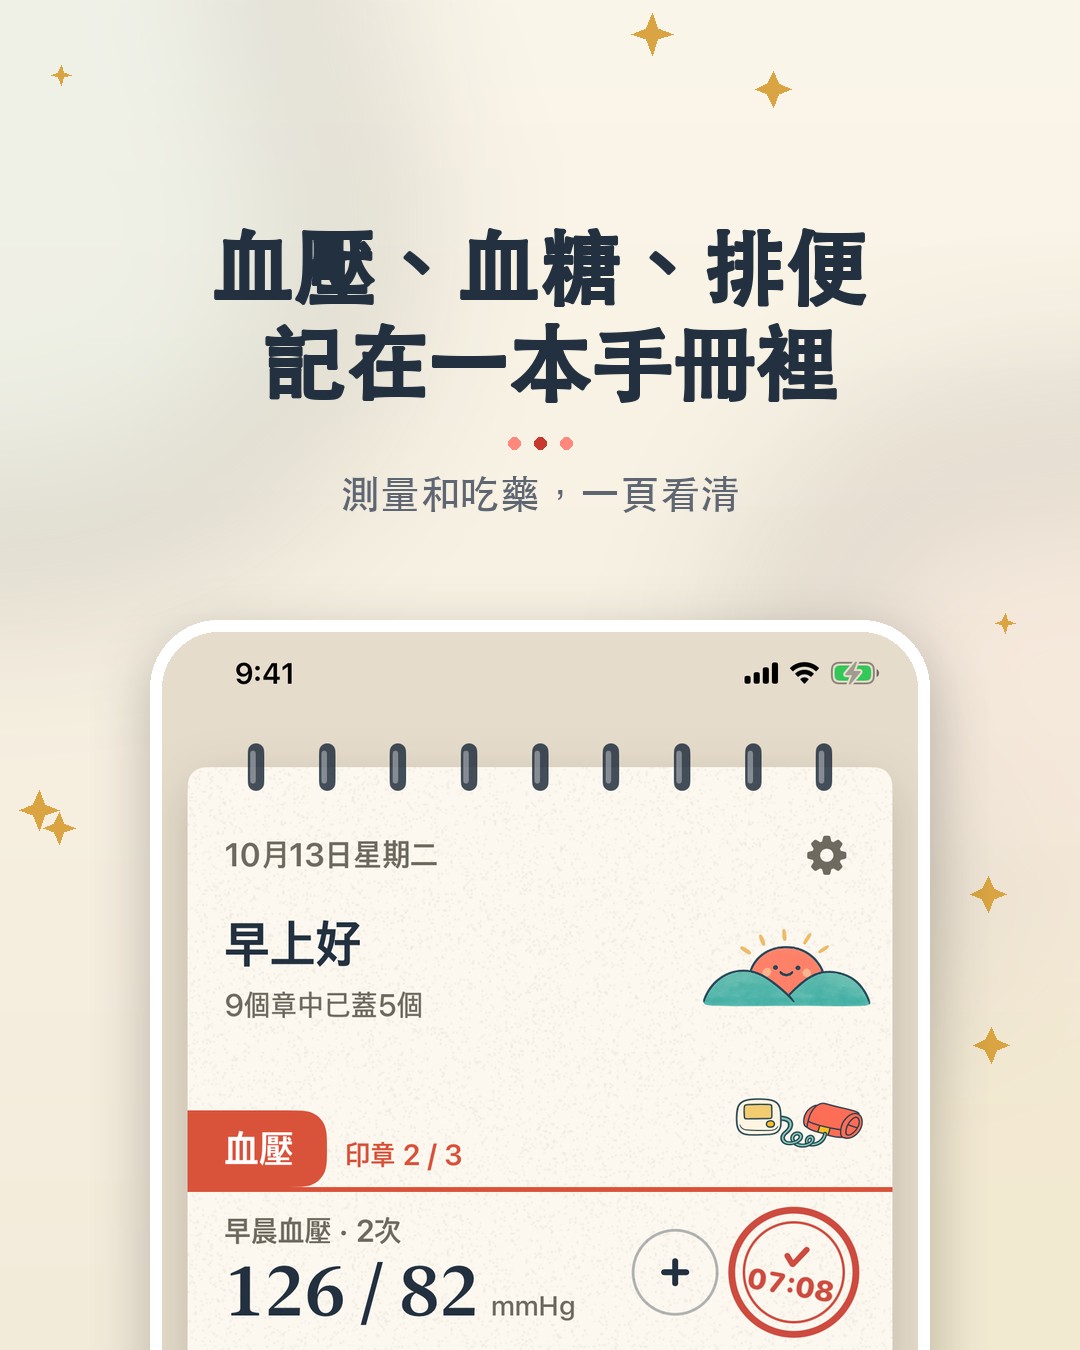 血壓、血糖、排便
記在一本手冊裡
測量和吃藥，一頁看清
9:41
10月13日星期二
早上好
9個章中已蓋5個
血壓
印章 2 / 3
早晨血壓 · 2次
126 / 82 mmHg
07:08